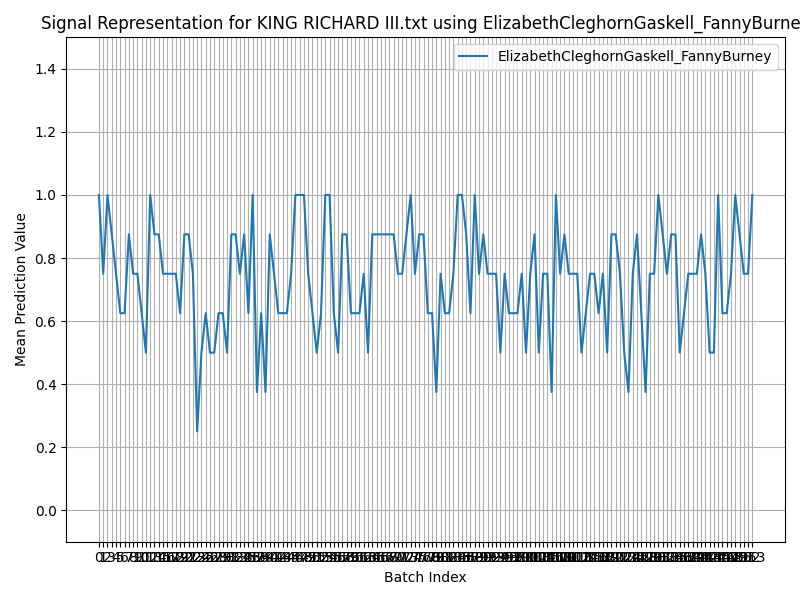 Signal Representation for KING RICHARD III.txt using ElizabethCleghornGaskell_FannyBurne
ElizabethCleghornGaskell_FannyBurney
1.4
1.2
1.0
0.8
0.6
0.4
0.2
0.0
Mean Prediction Value
Batch Index